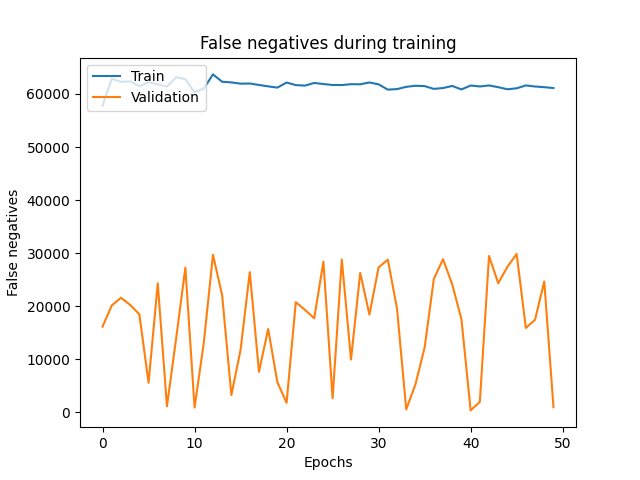 False negatives during training
Train
Validation
False negatives
60000
50000
40000
30000
20000
10000
0
0 10 20 30 40 50
Epochs